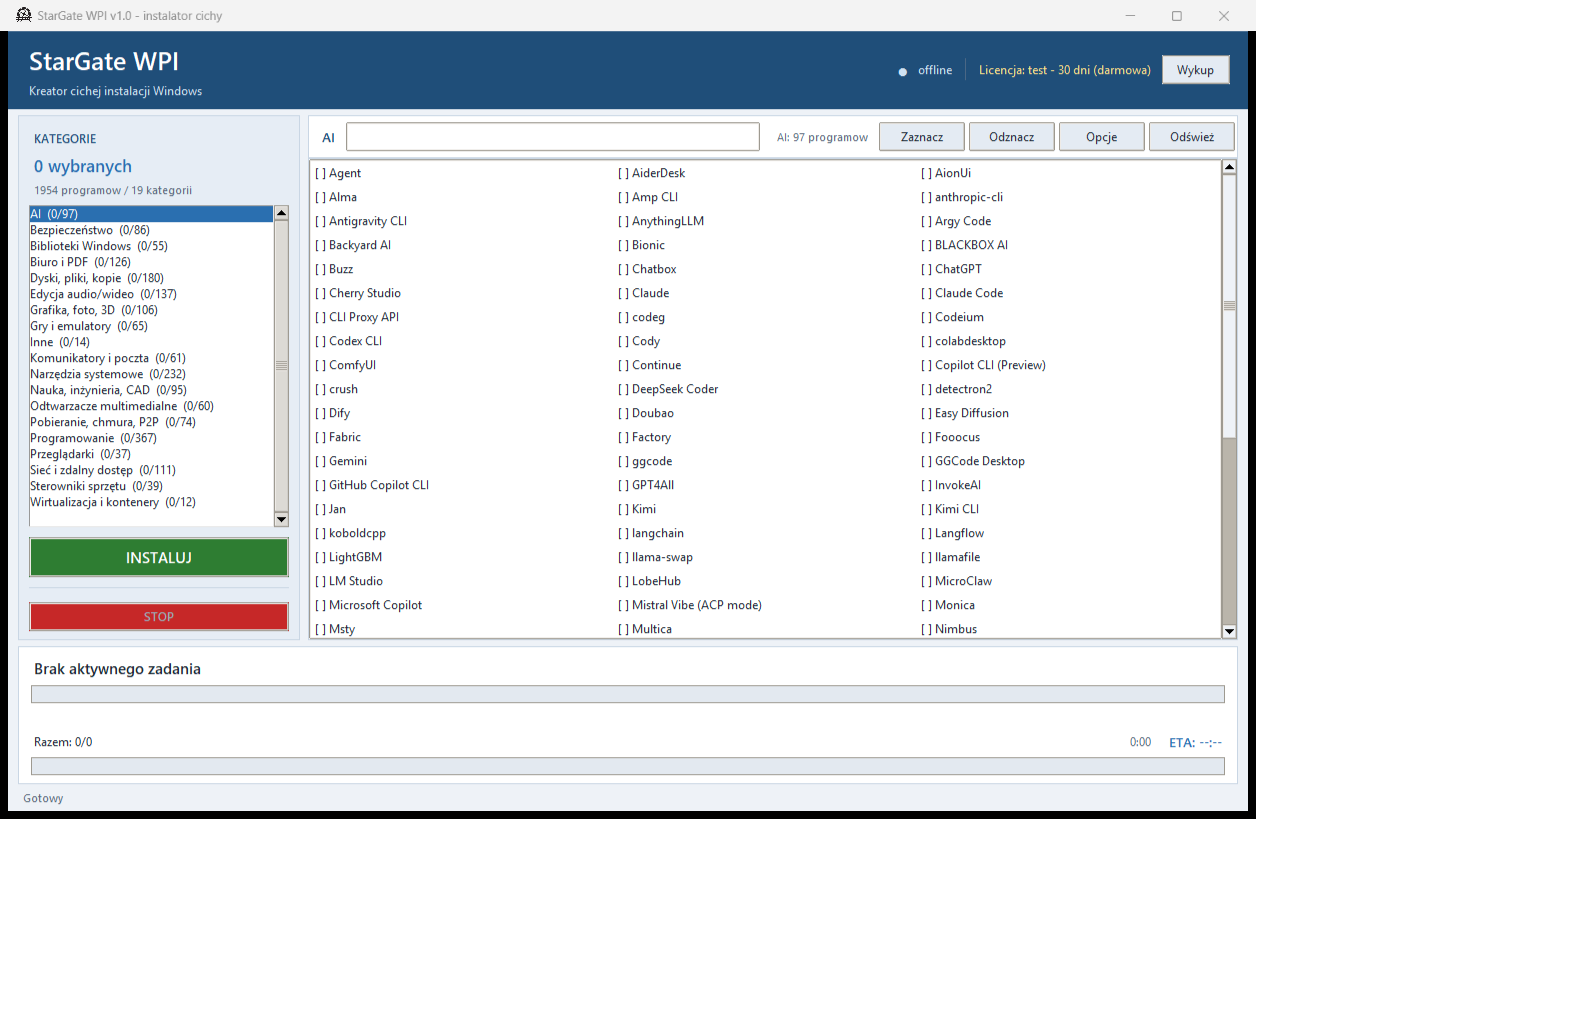 StarGate WPI v1.0 - instalator cichy
StarGate WPI
Kreator cichej instalacji Windows
offline
Licencja: test - 30 dni (darmowa)
Wykup
KATEGORIE
0 wybranych
1954 programow / 19 kategorii
AI (0/97)
Bezpieczeństwo (0/86)
Biblioteki Windows (0/55)
Biuro i PDF (0/126)
Dyski, pliki, kopie (0/180)
Edycja audio/wideo (0/137)
Grafika, foto, 3D (0/106)
Gry i emulatory (0/65)
Inne (0/14)
Komunikatory i poczta (0/61)
Narzędzia systemowe (0/232)
Nauka, inżynieria, CAD (0/95)
Odtwarzacze multimedialne (0/60)
Pobieranie, chmura, P2P (0/74)
Programowanie (0/367)
Przeglądarki (0/37)
Sieć i zdalny dostęp (0/111)
Sterowniki sprzętu (0/39)
Wirtualizacja i kontenery (0/12)
INSTALUJ
STOP
AI
AI: 97 programow
Zaznacz
Odznacz
Opcje
Odśwież
[ ] Agent [ ] AiderDesk [ ] AionUi
[ ] Alma [ ] Amp CLI [ ] anthropic-cli
[ ] Antigravity CLI [ ] AnythingLLM [ ] Argy Code
[ ] Backyard AI [ ] Bionic [ ] BLACKBOX AI
[ ] Buzz [ ] Chatbox [ ] ChatGPT
[ ] Cherry Studio [ ] Claude [ ] Claude Code
[ ] CLI Proxy API [ ] codeg [ ] Codeium
[ ] Codex CLI [ ] Cody [ ] colabdesktop
[ ] ComfyUI [ ] Continue [ ] Copilot CLI (Preview)
[ ] crush [ ] DeepSeek Coder [ ] detectron2
[ ] Dify [ ] Doubao [ ] Easy Diffusion
[ ] Fabric [ ] Factory [ ] Fooocus
[ ] Gemini [ ] ggcode [ ] GGCode Desktop
[ ] GitHub Copilot CLI [ ] GPT4All [ ] InvokeAI
[ ] Jan [ ] Kimi [ ] Kimi CLI
[ ] koboldcpp [ ] langchain [ ] Langflow
[ ] LightGBM [ ] llama-swap [ ] llamafile
[ ] LM Studio [ ] LobeHub [ ] MicroClaw
[ ] Microsoft Copilot [ ] Mistral Vibe (ACP mode) [ ] Monica
[ ] Msty [ ] Multica [ ] Nimbus
Brak aktywnego zadania
Razem: 0/0
0:00
ETA: --:--
Gotowy